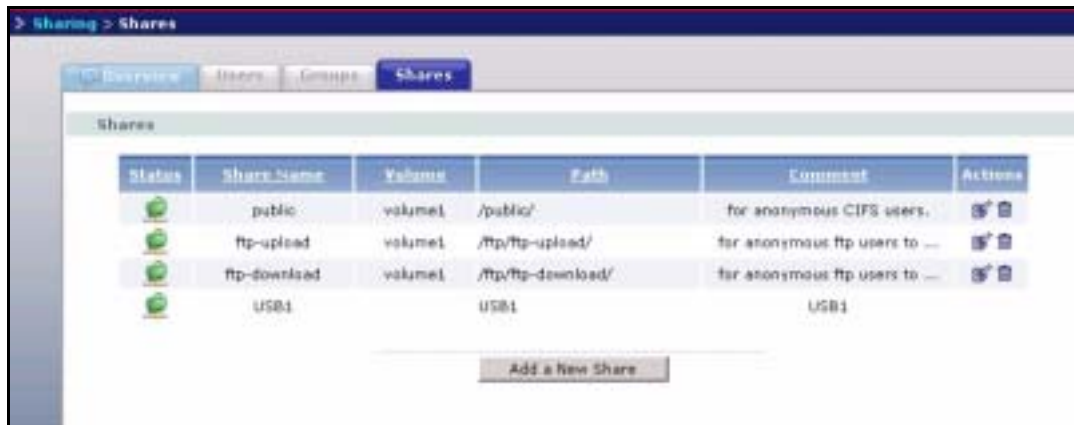 > Sharing > Shares
Overview Users Groups Shares
Shares
Status Share Name Volume Path Comment Actions
public volume1 /public/ for anonymous CIFS users.
ftp-upload volume1 /ftp/ftp-upload/ for anonymous ftp users to ...
ftp-download volume1 /ftp/ftp-download/ for anonymous ftp users to ...
USB1 USB1 USB1
Add a New Share